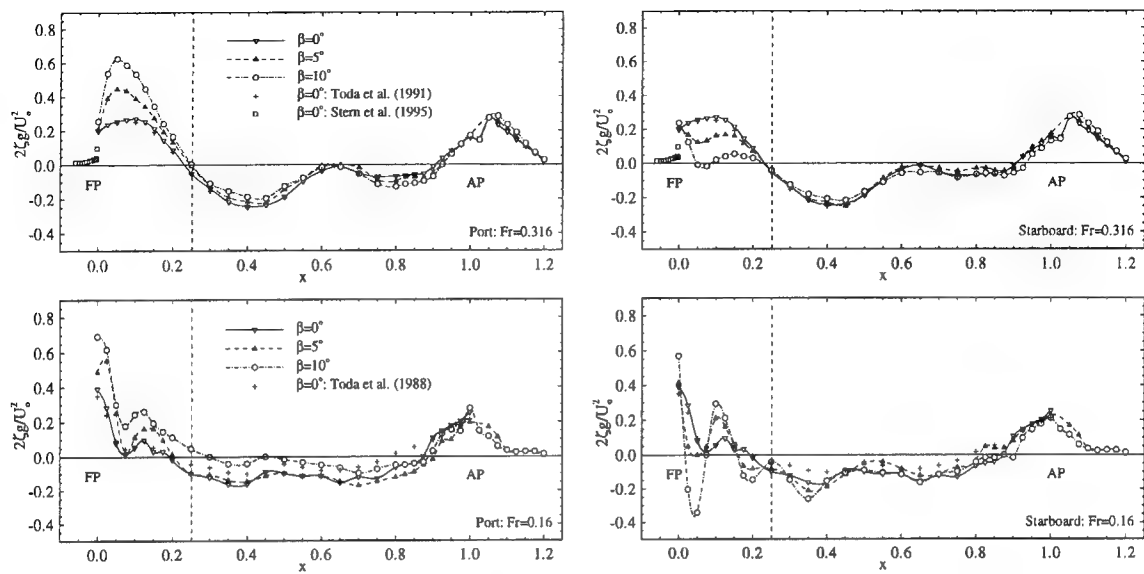 2ζg/U₀²
0.8
0.6
0.4
0.2
0.0
-0.2
-0.4
β=0°
β=5°
β=10°
β=0°: Toda et al. (1991)
β=0°: Stern et al. (1995)
FP
AP
Port: Fr=0.316
0.0 0.2 0.4 0.6 0.8 1.0 1.2
x
2ζg/U₀²
0.8
0.6
0.4
0.2
0.0
-0.2
-0.4
FP
AP
Starboard: Fr=0.316
0.0 0.2 0.4 0.6 0.8 1.0 1.2
x
2ζg/U₀²
0.8
0.6
0.4
0.2
0.0
-0.2
-0.4
β=0°
β=5°
β=10°
β=0°: Toda et al. (1988)
FP
AP
Port: Fr=0.16
0.0 0.2 0.4 0.6 0.8 1.0 1.2
x
2ζg/U₀²
0.8
0.6
0.4
0.2
0.0
-0.2
-0.4
FP
AP
Starboard: Fr=0.16
0.0 0.2 0.4 0.6 0.8 1.0 1.2
x